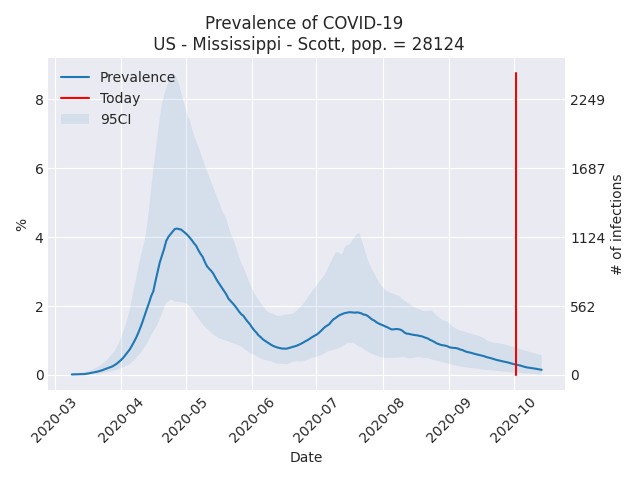 Prevalence of COVID-19
US - Mississippi - Scott, pop. = 28124
Prevalence
Today
95CI
8
6
4
2
0
%
2249
1687
1124
562
0
# of infections
2020-03
2020-04
2020-05
2020-06
2020-07
2020-08
2020-09
2020-10
Date